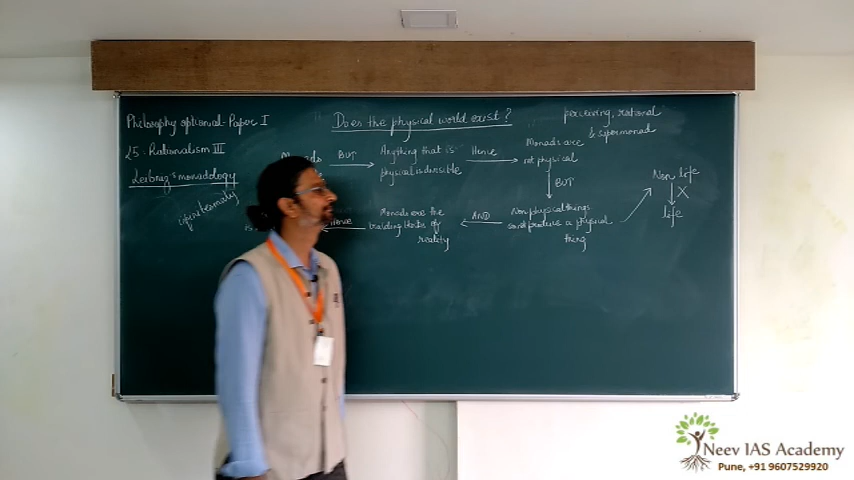 Philosophy optional - Paper I
L5: Rationalism III
Leibniz's monadology
Does the physical world exist?
perceiving, rational
& supermonad
BUT
Anything that is
physical is divisible
Hence
Monads are
not physical
BUT
Non physical things
cannot produce a physical
thing
AND
Monads are the
building blocks of
reality
Hence
Non life
X
life
Neev IAS Academy
Pune, +91 9607529920